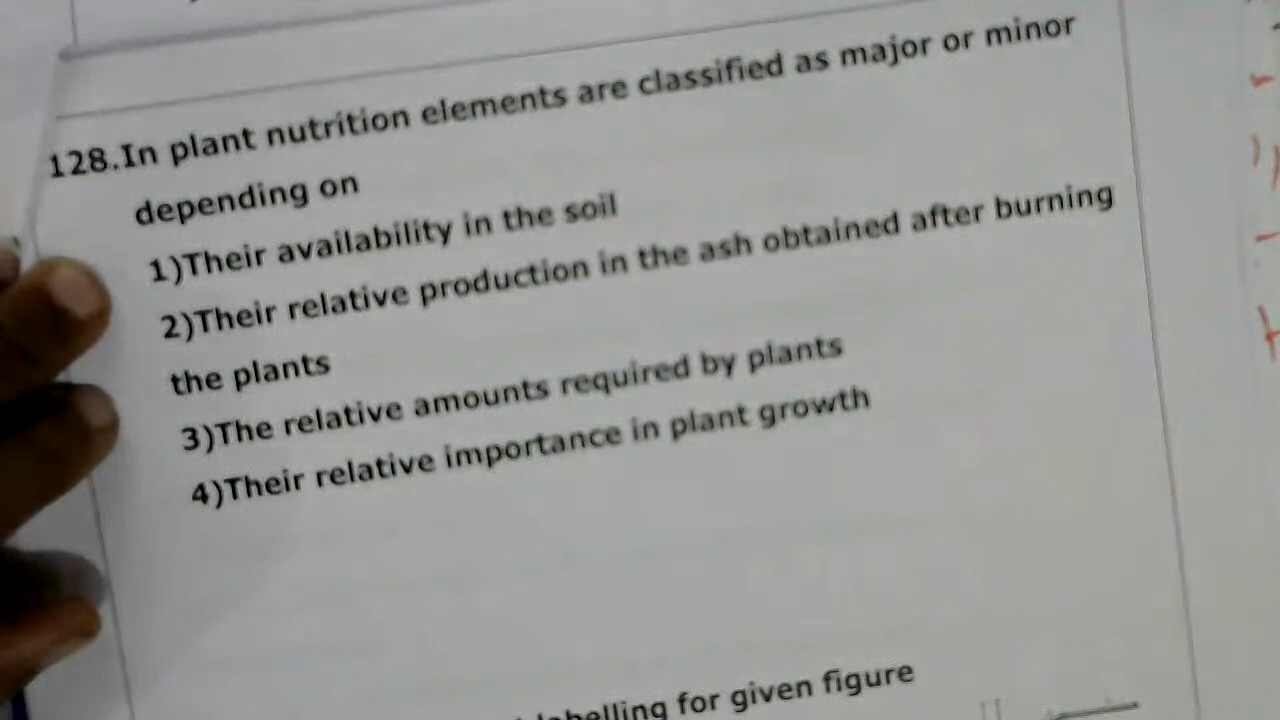 128.In plant nutrition elements are classified as major or minor
depending on
1)Their availability in the soil
2)Their relative production in the ash obtained after burning
the plants
3)The relative amounts required by plants
4)Their relative importance in plant growth
labelling for given figure